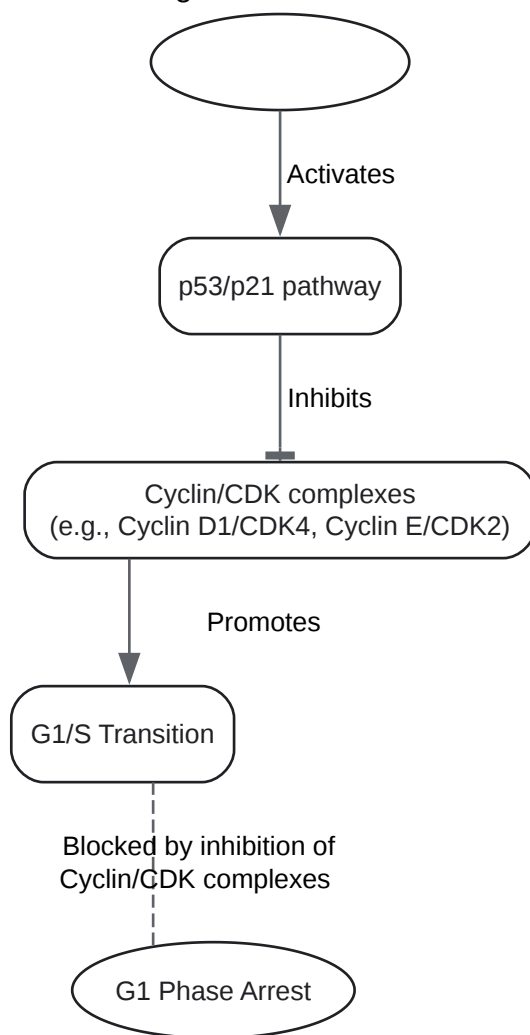 Activates
p53/p21 pathway
Inhibits
Cyclin/CDK complexes
(e.g., Cyclin D1/CDK4, Cyclin E/CDK2)
Promotes
G1/S Transition
Blocked by inhibition of
Cyclin/CDK complexes
G1 Phase Arrest